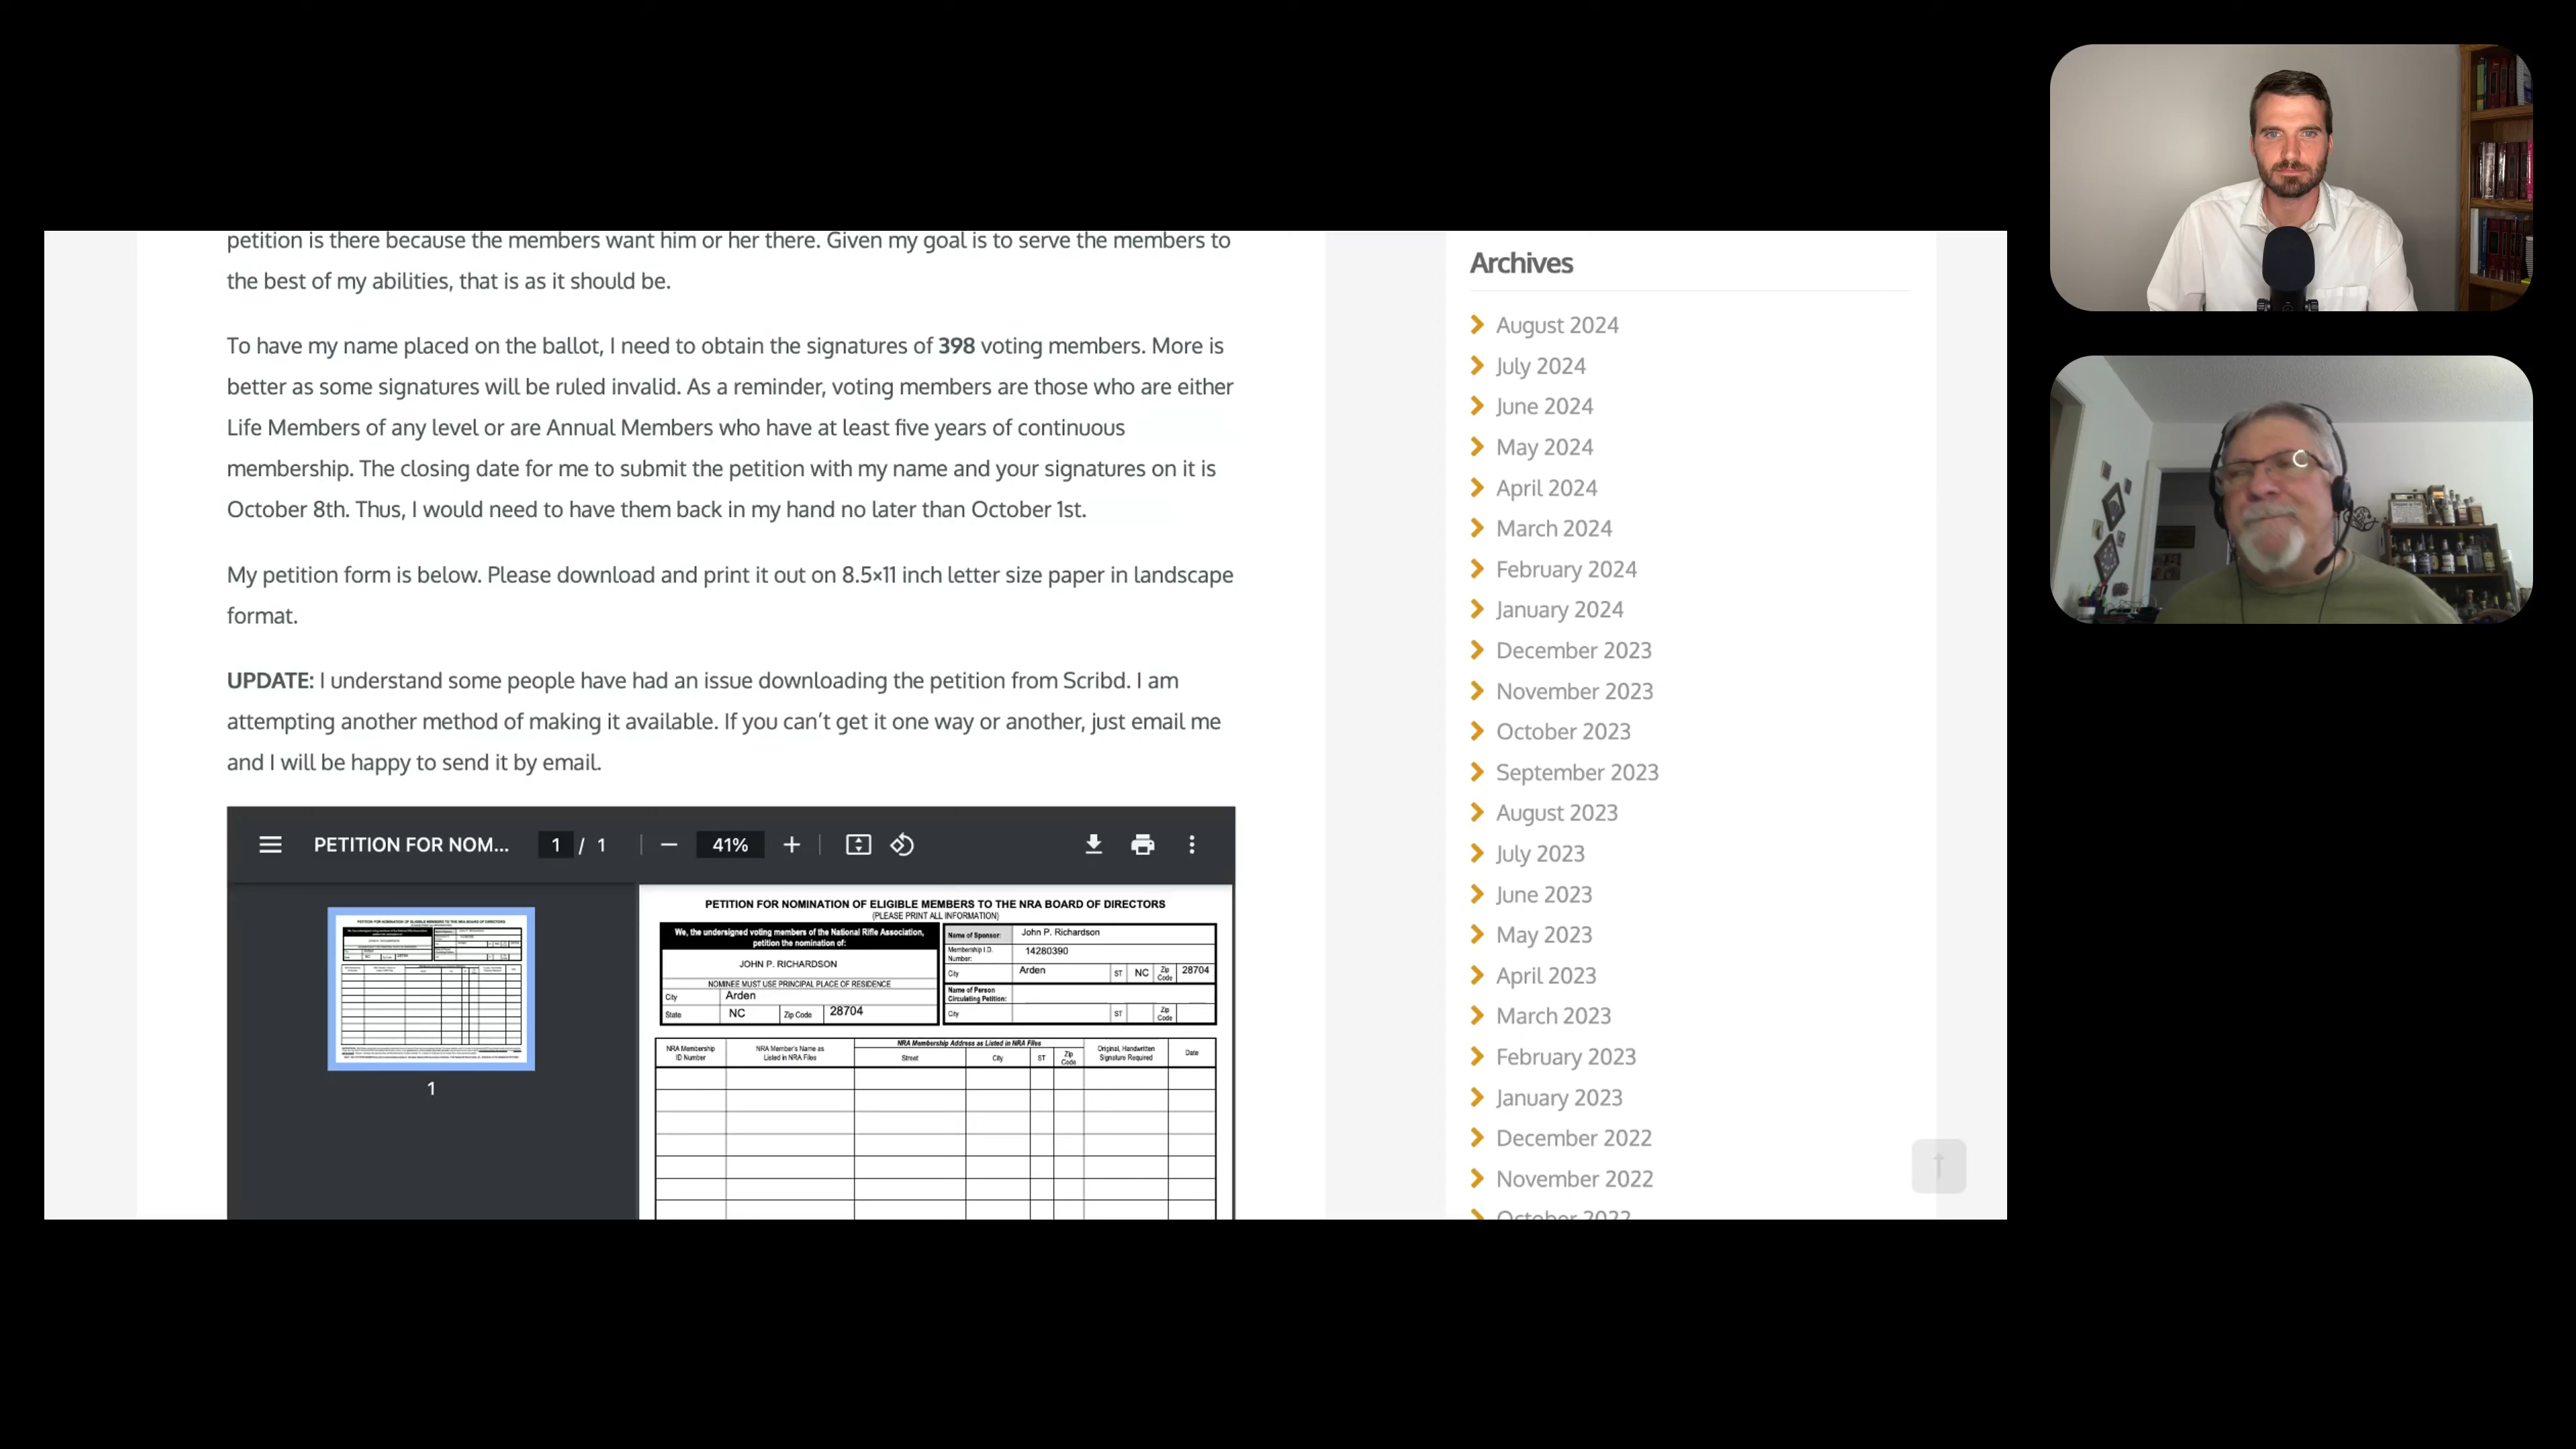 petition is there because the members want him or her there. Given my goal is to serve the members to
the best of my abilities, that is as it should be.
To have my name placed on the ballot, I need to obtain the signatures of 398 voting members. More is
better as some signatures will be ruled invalid. As a reminder, voting members are those who are either
Life Members of any level or are Annual Members who have at least five years of continuous
membership. The closing date for me to submit the petition with my name and your signatures on it is
October 8th. Thus, I would need to have them back in my hand no later than October 1st.
My petition form is below. Please download and print it out on 8.5×11 inch letter size paper in landscape
format.
UPDATE: I understand some people have had an issue downloading the petition from Scribd. I am
attempting another method of making it available. If you can't get it one way or another, just email me
and I will be happy to send it by email.
PETITION FOR NOM... 1 / 1 41%
1
PETITION FOR NOMINATION OF ELIGIBLE MEMBERS TO THE NRA BOARD OF DIRECTORS
(PLEASE PRINT ALL INFORMATION)
We, the undersigned voting members of the National Rifle Association,
petition the nomination of:
JOHN P. RICHARDSON
NOMINEE MUST USE PRINCIPAL PLACE OF RESIDENCE
City Arden
State NC Zip Code 28704
Name of Sponsor: John P. Richardson
Membership I.D.
Number: 14280390
City Arden ST NC Zip Code 28704
Name of Person
Circulating Petition:
City ST Zip Code
NRA Membership Address as Listed in NRA Files
NRA Membership
ID Number
NRA Member's Name as
Listed in NRA Files
Street City ST Zip Code
Original, Handwritten
Signature Required
Date
Archives
August 2024
July 2024
June 2024
May 2024
April 2024
March 2024
February 2024
January 2024
December 2023
November 2023
October 2023
September 2023
August 2023
July 2023
June 2023
May 2023
April 2023
March 2023
February 2023
January 2023
December 2022
November 2022
October 2022